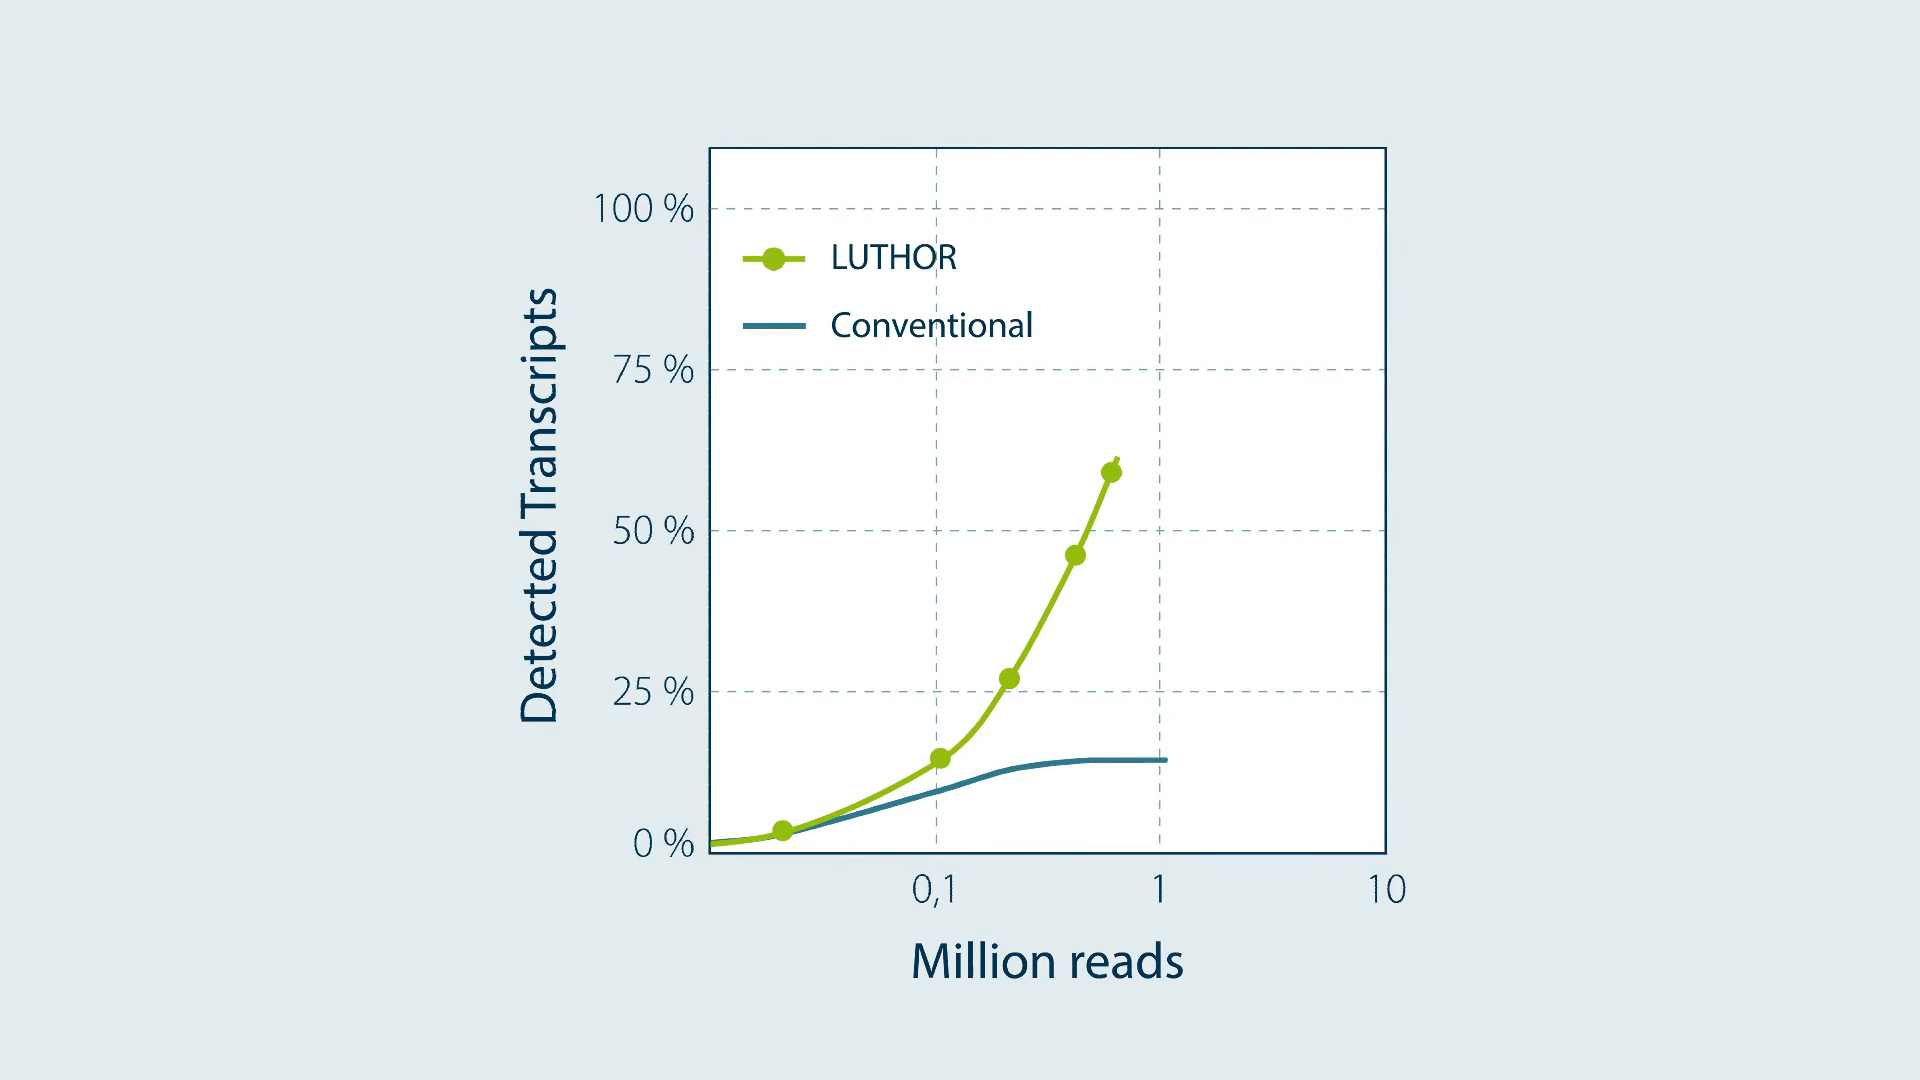 100 %
LUTHOR
Conventional
75 %
50 %
25 %
0 %
Detected Transcripts
0,1
1
10
Million reads